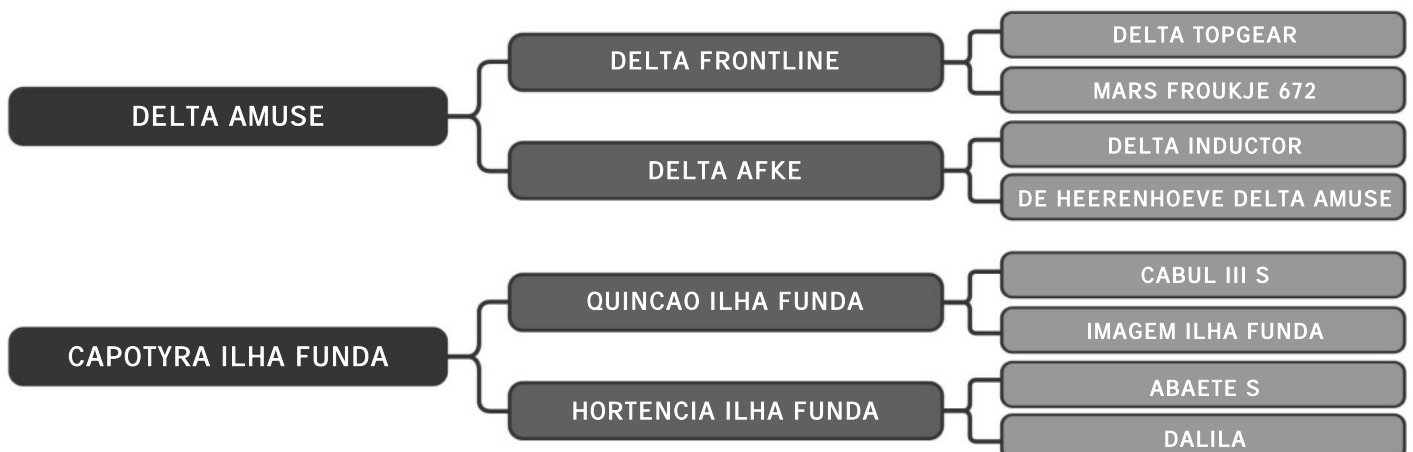 DELTA TOPGEAR
DELTA FRONTLINE
MARS FROUKJE 672
DELTA AMUSE
DELTA INDUCTOR
DELTA AFKE
DE HEERENHOEVE DELTA AMUSE
CABUL III S
QUINCAO ILHA FUNDA
IMAGEM ILHA FUNDA
CAPOTYRA ILHA FUNDA
ABAETE S
HORTENCIA ILHA FUNDA
DALILA